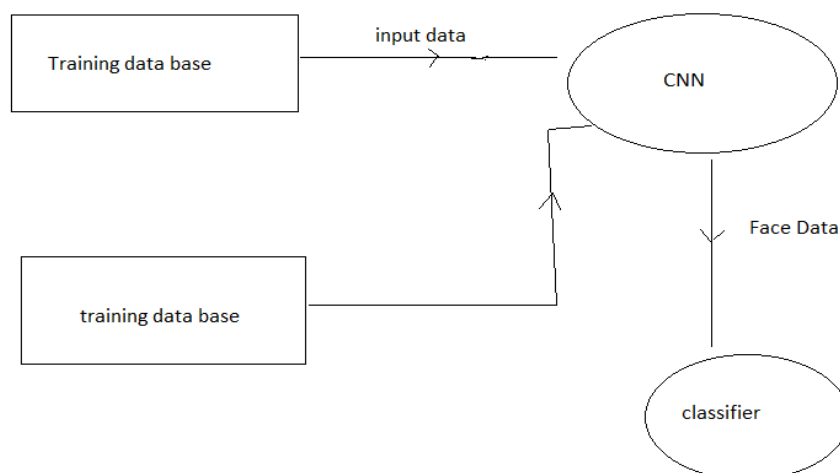 input data
Training data base
CNN
Face Data
training data base
classifier